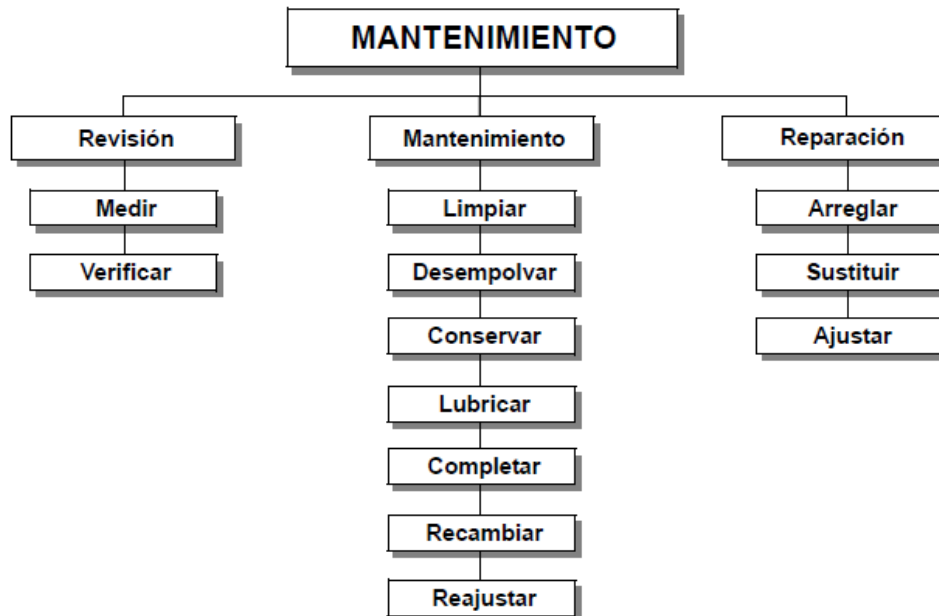 MANTENIMIENTO
Revisión
Mantenimiento
Reparación
Medir
Limpiar
Arreglar
Verificar
Desempolvar
Sustituir
Conservar
Ajustar
Lubricar
Completar
Recambiar
Reajustar